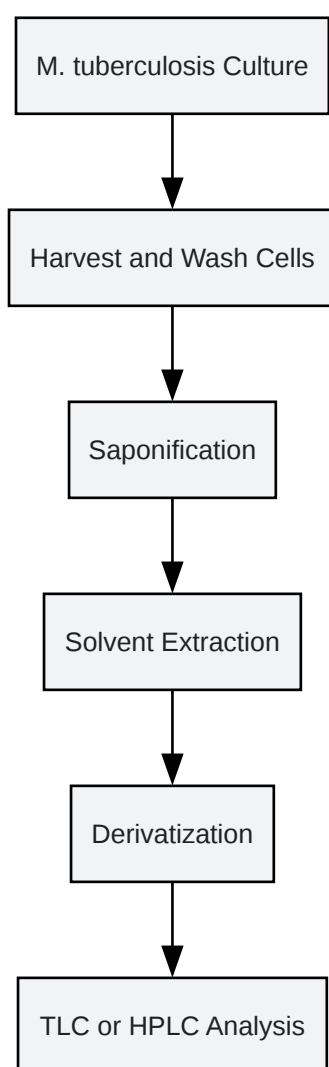 M. tuberculosis Culture
Harvest and Wash Cells
Saponification
Solvent Extraction
Derivatization
TLC or HPLC Analysis